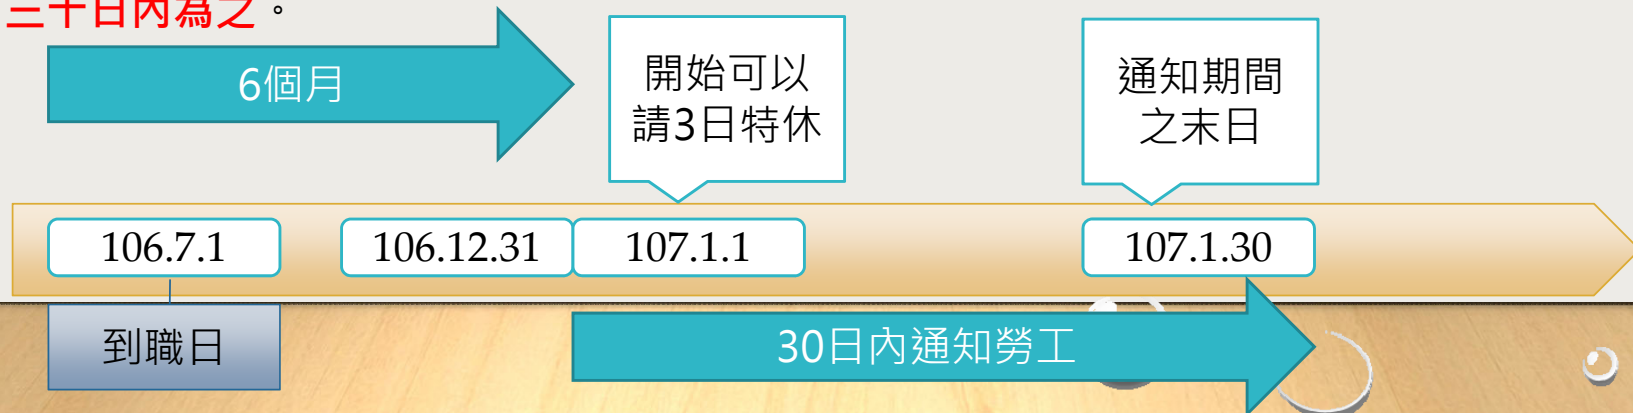 三十日內為之。
6個月
開始可以
請3日特休
通知期間
之末日
106.7.1
106.12.31
107.1.1
107.1.30
到職日
30日內通知勞工